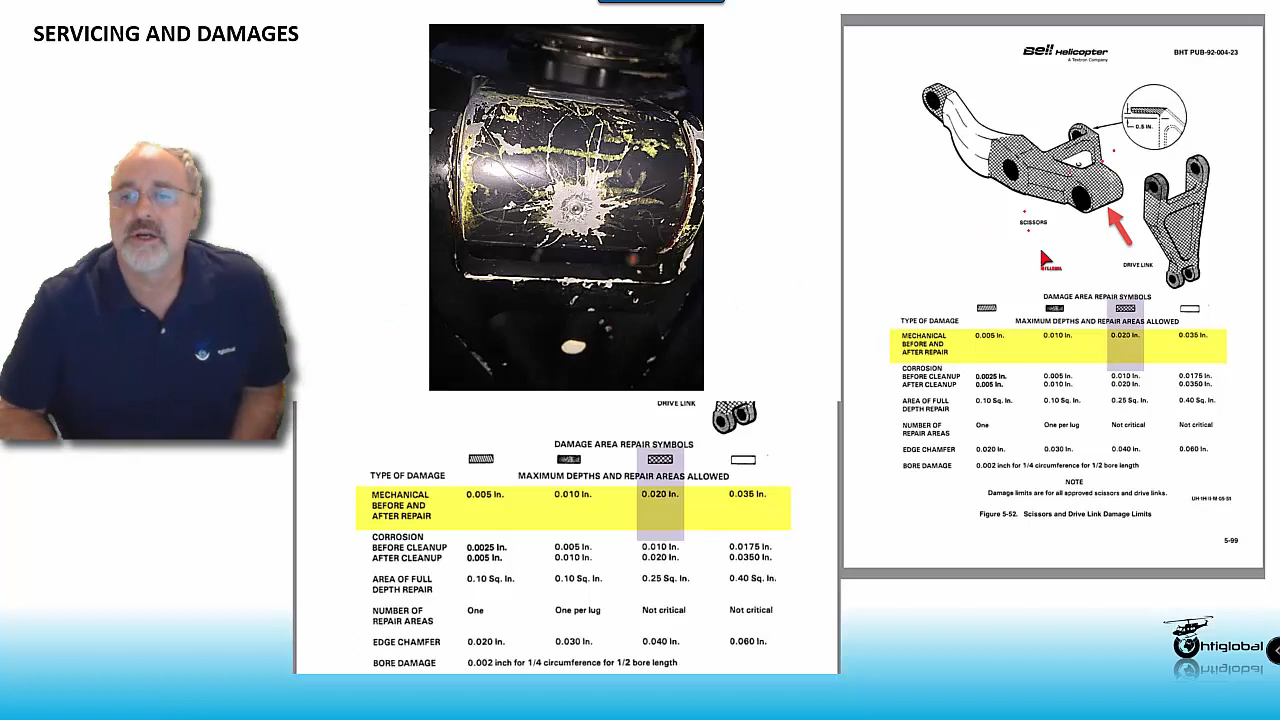 SERVICING AND DAMAGES
Bell Helicopter
A Textron Company
BHT PUB-92-004-23
0.5 IN.
SCISSORS
DRIVE LINK
DAMAGE AREA REPAIR SYMBOLS
TYPE OF DAMAGE MAXIMUM DEPTHS AND REPAIR AREAS ALLOWED
MECHANICAL 0.005 In. 0.010 In. 0.020 In. 0.035 In.
BEFORE AND
AFTER REPAIR
CORROSION
BEFORE CLEANUP 0.0025 In. 0.005 In. 0.010 In. 0.0175 In.
AFTER CLEANUP 0.005 In. 0.010 In. 0.020 In. 0.0350 In.
AREA OF FULL 0.10 Sq. In. 0.10 Sq. In. 0.25 Sq. In. 0.40 Sq. In.
DEPTH REPAIR
NUMBER OF One One per lug Not critical Not critical
REPAIR AREAS
EDGE CHAMFER 0.020 In. 0.030 In. 0.040 In. 0.060 In.
BORE DAMAGE 0.002 inch for 1/4 circumference for 1/2 bore length
NOTE
Damage limits are for all approved scissors and drive links.
Figure 5-52. Scissors and Drive Link Damage Limits
5-99
DRIVE LINK
DAMAGE AREA REPAIR SYMBOLS
TYPE OF DAMAGE MAXIMUM DEPTHS AND REPAIR AREAS ALLOWED
MECHANICAL 0.005 In. 0.010 In. 0.020 In. 0.035 In.
BEFORE AND
AFTER REPAIR
CORROSION
BEFORE CLEANUP 0.0025 In. 0.005 In. 0.010 In. 0.0175 In.
AFTER CLEANUP 0.005 In. 0.010 In. 0.020 In. 0.0350 In.
AREA OF FULL 0.10 Sq. In. 0.10 Sq. In. 0.25 Sq. In. 0.40 Sq. In.
DEPTH REPAIR
NUMBER OF One One per lug Not critical Not critical
REPAIR AREAS
EDGE CHAMFER 0.020 In. 0.030 In. 0.040 In. 0.060 In.
BORE DAMAGE 0.002 inch for 1/4 circumference for 1/2 bore length
htiglobal